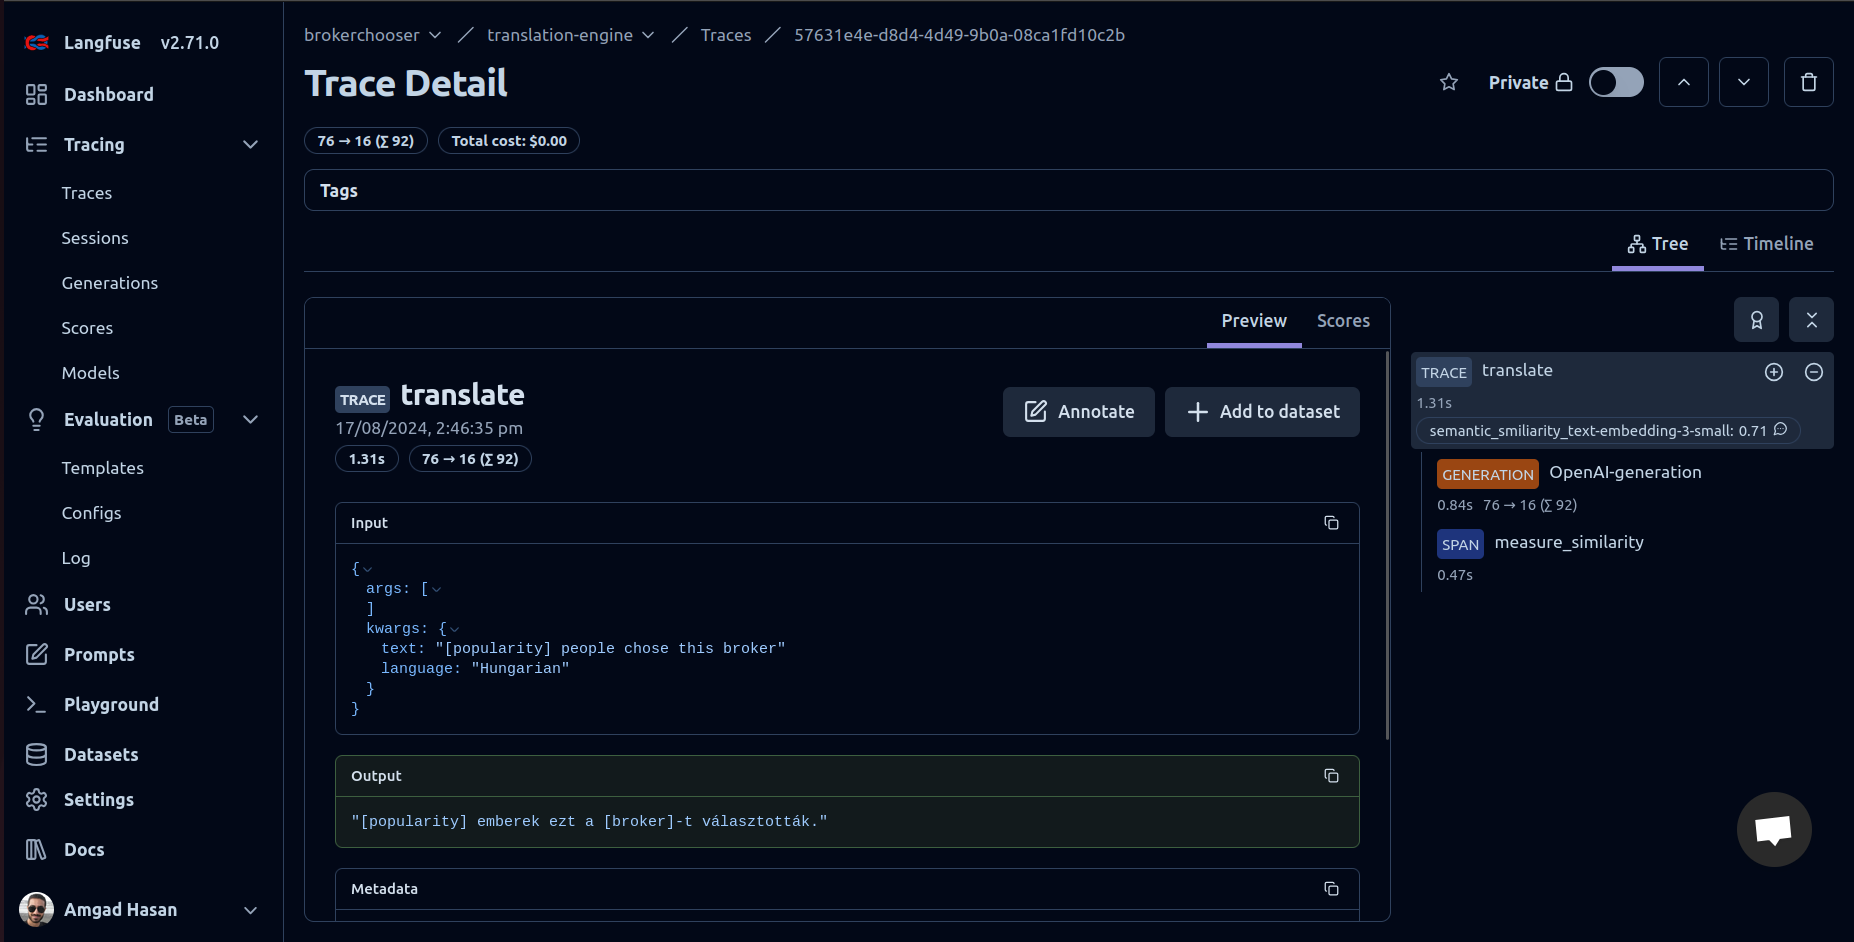 Langfuse v2.71.0
Dashboard
Tracing
Traces
Sessions
Generations
Scores
Models
Evaluation Beta
Templates
Configs
Log
Users
Prompts
Playground
Datasets
Settings
Docs
Amgad Hasan
brokerchooser / translation-engine / Traces / 57631e4e-d8d4-4d49-9b0a-08ca1fd10c2b
Trace Detail
Private
76 → 16 (∑ 92) Total cost: $0.00
Tags
Tree Timeline
Preview Scores
TRACE translate
17/08/2024, 2:46:35 pm
1.31s 76 → 16 (∑ 92)
Annotate Add to dataset
Input
{
args: [
]
kwargs: {
text: "[popularity] people chose this broker"
language: "Hungarian"
}
}
Output
"[popularity] emberek ezt a [broker]-t választották."
Metadata
TRACE translate
1.31s
semantic_smiliarity_text-embedding-3-small: 0.71
GENERATION OpenAI-generation
0.84s 76 → 16 (∑ 92)
SPAN measure_similarity
0.47s